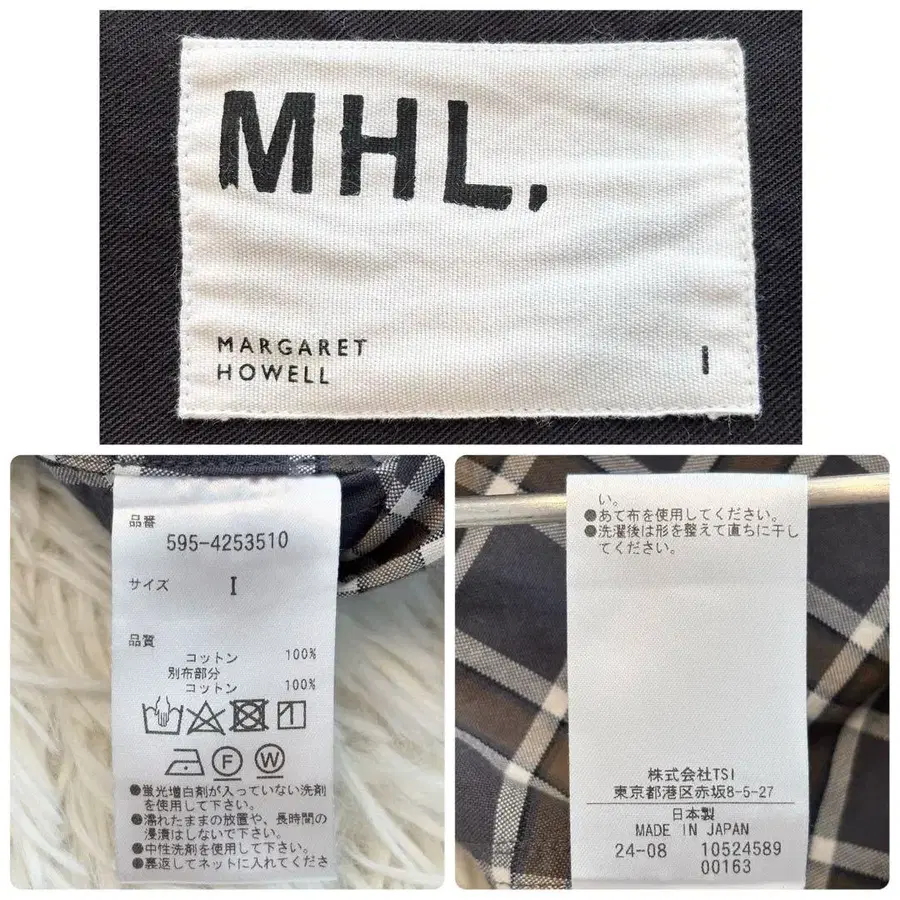 MHL.
MARGARET
HOWELL
I
品番
595-4253510
サイズ I
品質
コットン 100%
別布部分
コットン 100%
F W
●蛍光増白剤が入っていない洗剤
を使用して下さい。
●濡れたままの放置や、長時間の
浸漬はしないで下さい。
●中性洗剤を使用して下さい。
●裏返してネットに入れてくださ
い。
●あて布を使用してください。
●洗濯後は形を整えて直ちに干し
てください。
株式会社TSI
東京都港区赤坂8-5-27
日本製
MADE IN JAPAN
24-08 10524589
00163